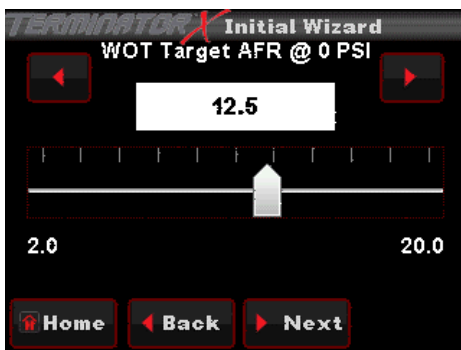 TERMINATOR X Initial Wizard
WOT Target AFR @ 0 PSI
12.5
2.0 20.0
Home Back Next